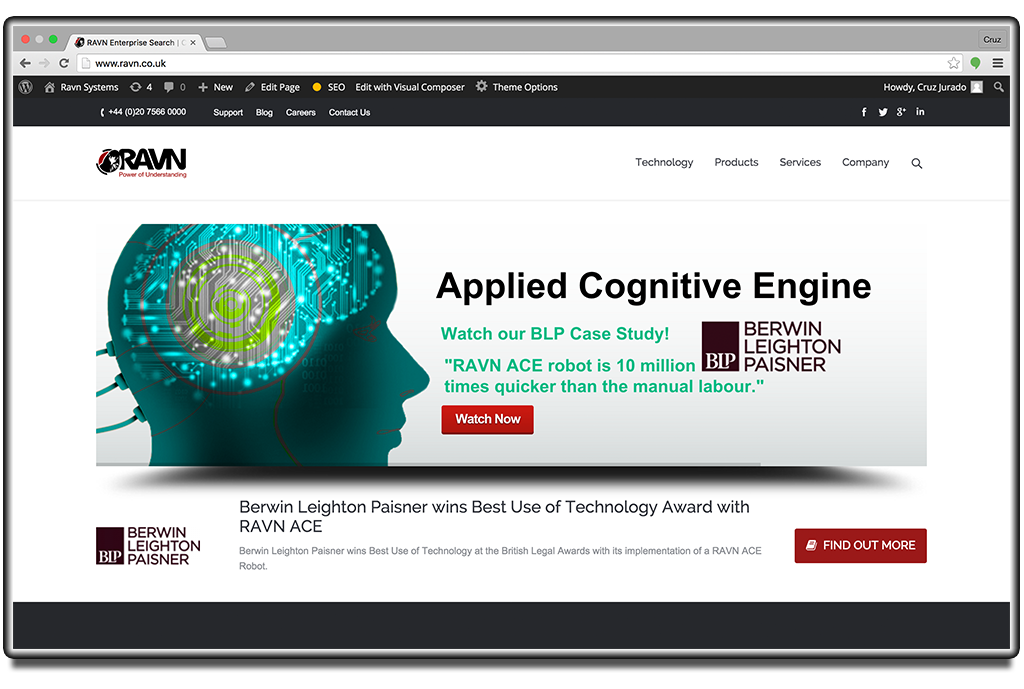 RAVN Enterprise Search | C
Cruz
www.ravn.co.uk
Ravn Systems 4 0 New Edit Page SEO Edit with Visual Composer Theme Options Howdy, Cruz Jurado
+44 (0)20 7566 0000 Support Blog Careers Contact Us
RAVN
Power of Understanding
Technology Products Services Company
Applied Cognitive Engine
Watch our BLP Case Study!
"RAVN ACE robot is 10 million
times quicker than the manual labour."
BLP
BERWIN
LEIGHTON
PAISNER
Watch Now
Berwin Leighton Paisner wins Best Use of Technology Award with
RAVN ACE
BLP
BERWIN
LEIGHTON
PAISNER
Berwin Leighton Paisner wins Best Use of Technology at the British Legal Awards with its implementation of a RAVN ACE
Robot.
FIND OUT MORE